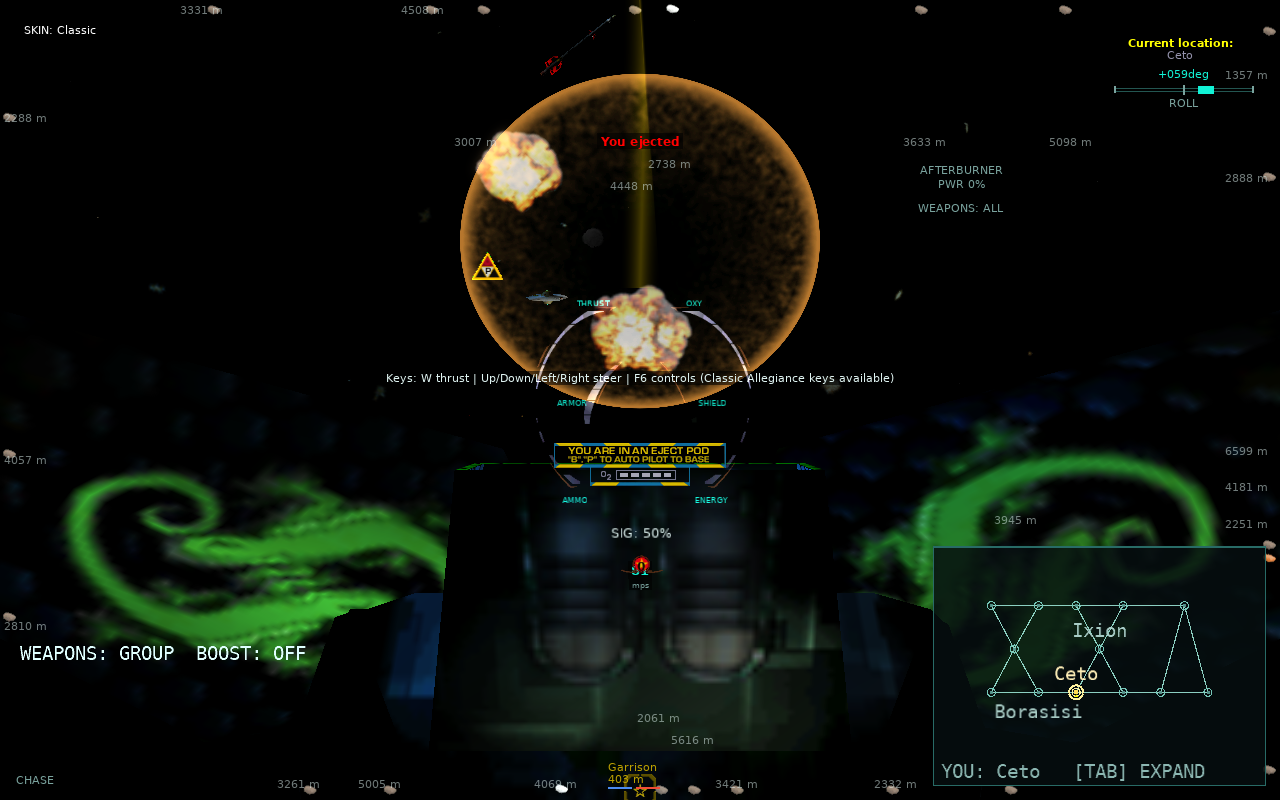 3331 m
4508 m
SKIN: Classic
Current location:
Ceto
+059deg
1357 m
ROLL
2288 m
3007 m
You ejected
3633 m
5098 m
2738 m
AFTERBURNER
PWR 0%
2888 m
4448 m
WEAPONS: ALL
P
THRUST
OXY
Keys: W thrust | Up/Down/Left/Right steer | F6 controls (Classic Allegiance keys available)
ARMOR
SHIELD
YOU ARE IN AN EJECT POD
"B","P" TO AUTO PILOT TO BASE
6599 m
4057 m
O2
4181 m
AMMO
ENERGY
3945 m
2251 m
SIG: 50%
mps
2810 m
Ixion
WEAPONS: GROUP BOOST: OFF
Ceto
Borasisi
2061 m
5616 m
Garrison
403 m
YOU: Ceto [TAB] EXPAND
CHASE
3261 m
5005 m
4069 m
3421 m
2332 m